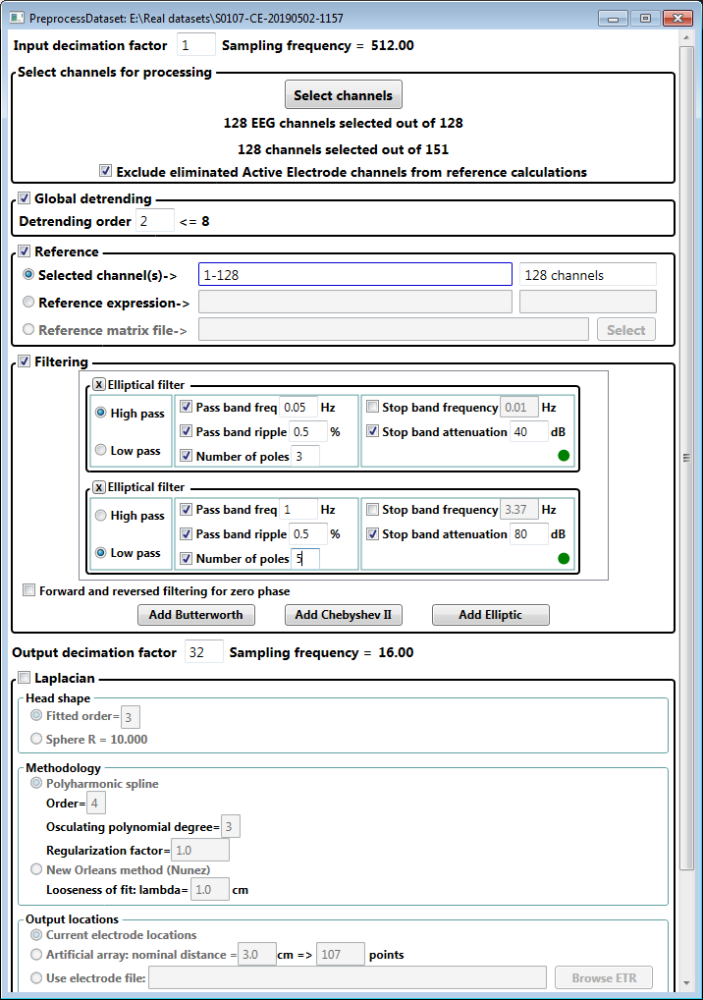 PreprocessDataset: E:\Real datasets\S0107-CE-20190502-1157
Input decimation factor 1 Sampling frequency = 512.00
Select channels for processing
Select channels
128 EEG channels selected out of 128
128 channels selected out of 151
Exclude eliminated Active Electrode channels from reference calculations
Global detrending
Detrending order 2 <= 8
Reference
Selected channel(s)-> 1-128 128 channels
Reference expression->
Reference matrix file-> Select
Filtering
x Elliptical filter
High pass Pass band freq 0.05 Hz Stop band frequency 0.01 Hz
Pass band ripple 0.5 % Stop band attenuation 40 dB
Low pass Number of poles 3
x Elliptical filter
High pass Pass band freq 1 Hz Stop band frequency 3.37 Hz
Pass band ripple 0.5 % Stop band attenuation 80 dB
Low pass Number of poles 5
Forward and reversed filtering for zero phase
Add Butterworth Add Chebyshev II Add Elliptic
Output decimation factor 32 Sampling frequency = 16.00
Laplacian
Head shape
Fitted order= 3
Sphere R = 10.000
Methodology
Polyharmonic spline
Order= 4
Osculating polynomial degree= 3
Regularization factor= 1.0
New Orleans method (Nunez)
Looseness of fit: lambda= 1.0 cm
Output locations
Current electrode locations
Artificial array: nominal distance = 3.0 cm => 107 points
Use electrode file: Browse ETR